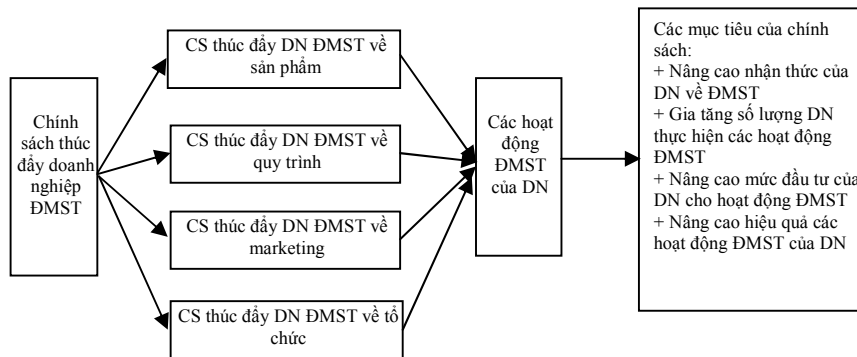 Chính
sách thúc
đẩy doanh
nghiệp
ĐMST
CS thúc đẩy DN ĐMST về
sản phẩm
CS thúc đẩy DN ĐMST về
quy trình
CS thúc đẩy DN ĐMST về
marketing
CS thúc đẩy DN ĐMST về tổ
chức
Các hoạt
động
ĐMST
của DN
Các mục tiêu của chính
sách:
+ Nâng cao nhận thức của
DN về ĐMST
+ Gia tăng số lượng DN
thực hiện các hoạt động
ĐMST
+ Nâng cao mức đầu tư của
DN cho hoạt động ĐMST
+ Nâng cao hiệu quả các
hoạt động ĐMST của DN